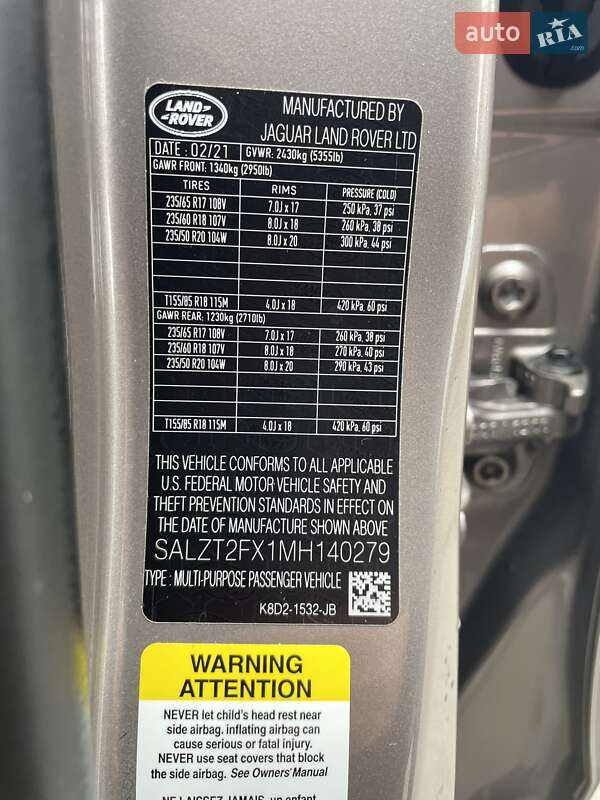 auto RIA.com
LAND ROVER
MANUFACTURED BY
JAGUAR LAND ROVER LTD
DATE : 02/21 GVWR: 2430kg (5355lb)
GAWR FRONT: 1340kg (2950lb)
TIRES RIMS PRESSURE (COLD)
235/65 R17 108V 7.0J x 17 250 kPa, 37 psi
235/60 R18 107V 8.0J x 18 260 kPa, 38 psi
235/50 R20 104W 8.0J x 20 300 kPa, 44 psi
T155/85 R18 115M 4.0J x 18 420 kPa, 60 psi
GAWR REAR: 1230kg (2710lb)
235/65 R17 108V 7.0J x 17 260 kPa, 38 psi
235/60 R18 107V 8.0J x 18 270 kPa, 40 psi
235/50 R20 104W 8.0J x 20 290 kPa, 43 psi
T155/85 R18 115M 4.0J x 18 420 kPa, 60 psi
THIS VEHICLE CONFORMS TO ALL APPLICABLE
U.S. FEDERAL MOTOR VEHICLE SAFETY AND
THEFT PREVENTION STANDARDS IN EFFECT ON
THE DATE OF MANUFACTURE SHOWN ABOVE
SALZT2FX1MH140279
TYPE : MULTI-PURPOSE PASSENGER VEHICLE
K8D2-1532-JB
WARNING
ATTENTION
NEVER let child's head rest near
side airbag. inflating airbag can
cause serious or fatal injury.
NEVER use seat covers that block
the side airbag. See Owners' Manual
NE LAISSEZ JAMAIS un enfant